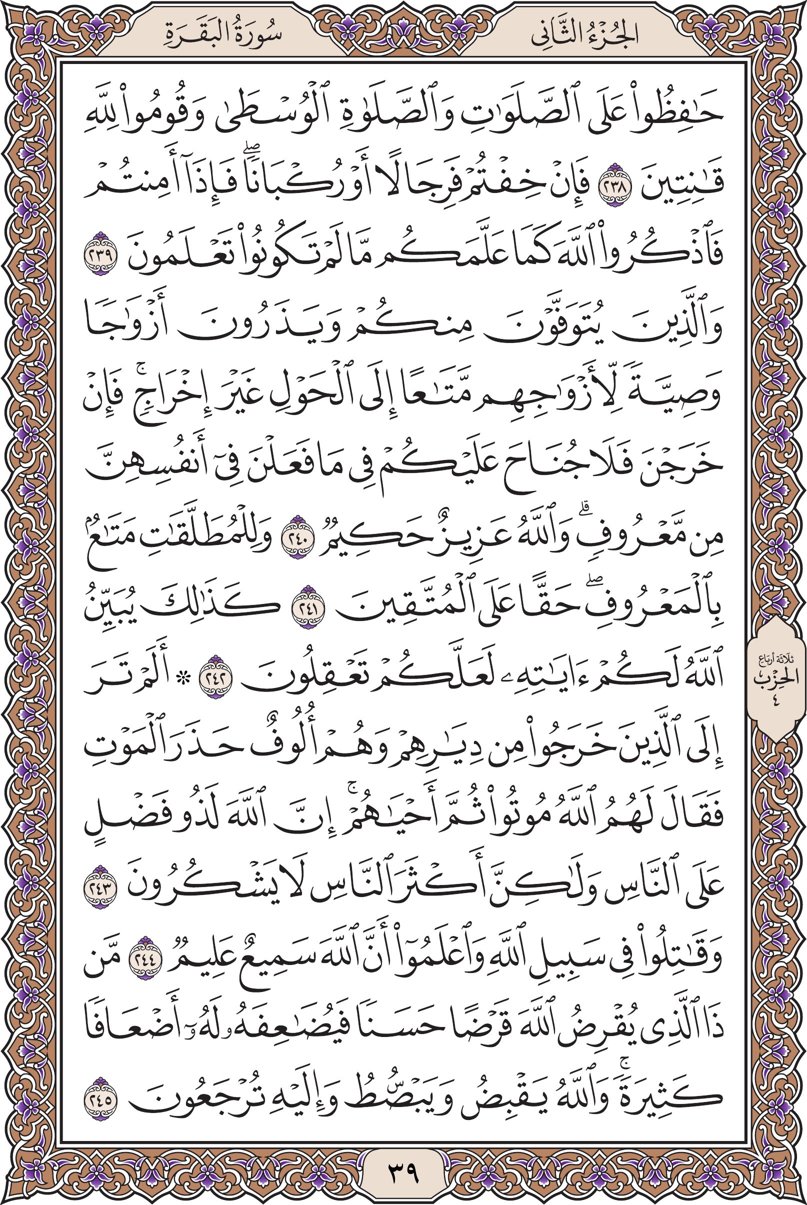 الجُزْءُ الثَّانِي
سُورَةُ البَقَرَةِ
حَٰفِظُوا۟ عَلَى ٱلصَّلَوَٰتِ وَٱلصَّلَوٰةِ ٱلْوُسْطَىٰ وَقُومُوا۟ لِلَّهِ
قَٰنِتِينَ ٢٣٨ فَإِنْ خِفْتُمْ فَرِجَالًا أَوْ رُكْبَانًا ۖ فَإِذَآ أَمِنتُمْ
فَٱذْكُرُوا۟ ٱللَّهَ كَمَا عَلَّمَكُم مَّا لَمْ تَكُونُوا۟ تَعْلَمُونَ ٢٣٩
وَٱلَّذِينَ يُتَوَفَّوْنَ مِنكُمْ وَيَذَرُونَ أَزْوَٰجًا
وَصِيَّةً لِّأَزْوَٰجِهِم مَّتَٰعًا إِلَى ٱلْحَوْلِ غَيْرَ إِخْرَاجٍ ۚ فَإِنْ
خَرَجْنَ فَلَا جُنَاحَ عَلَيْكُمْ فِى مَا فَعَلْنَ فِىٓ أَنفُسِهِنَّ
مِن مَّعْرُوفٍ ۗ وَٱللَّهُ عَزِيزٌ حَكِيمٌ ٢٤٠ وَلِلْمُطَلَّقَٰتِ مَتَٰعٌۢ
بِٱلْمَعْرُوفِ ۖ حَقًّا عَلَى ٱلْمُتَّقِينَ ٢٤١ كَذَٰلِكَ يُبَيِّنُ
ٱللَّهُ لَكُمْ ءَايَٰتِهِۦ لَعَلَّكُمْ تَعْقِلُونَ ٢٤٢ ۞ أَلَمْ تَرَ
إِلَى ٱلَّذِينَ خَرَجُوا۟ مِن دِيَٰرِهِمْ وَهُمْ أُلُوفٌ حَذَرَ ٱلْمَوْتِ
فَقَالَ لَهُمُ ٱللَّهُ مُوتُوا۟ ثُمَّ أَحْيَٰهُمْ ۚ إِنَّ ٱللَّهَ لَذُو فَضْلٍ
عَلَى ٱلنَّاسِ وَلَٰكِنَّ أَكْثَرَ ٱلنَّاسِ لَا يَشْكُرُونَ ٢٤٣
وَقَٰتِلُوا۟ فِى سَبِيلِ ٱللَّهِ وَٱعْلَمُوٓا۟ أَنَّ ٱللَّهَ سَمِيعٌ عَلِيمٌ ٢٤٤ مَّن
ذَا ٱلَّذِى يُقْرِضُ ٱللَّهَ قَرْضًا حَسَنًا فَيُضَٰعِفَهُۥ لَهُۥٓ أَضْعَافًا
كَثِيرَةً ۚ وَٱللَّهُ يَقْبِضُ وَيَبْصُۜطُ وَإِلَيْهِ تُرْجَعُونَ ٢٤٥
ثلاثة أرباع
الحِزْب
٤
٣٩